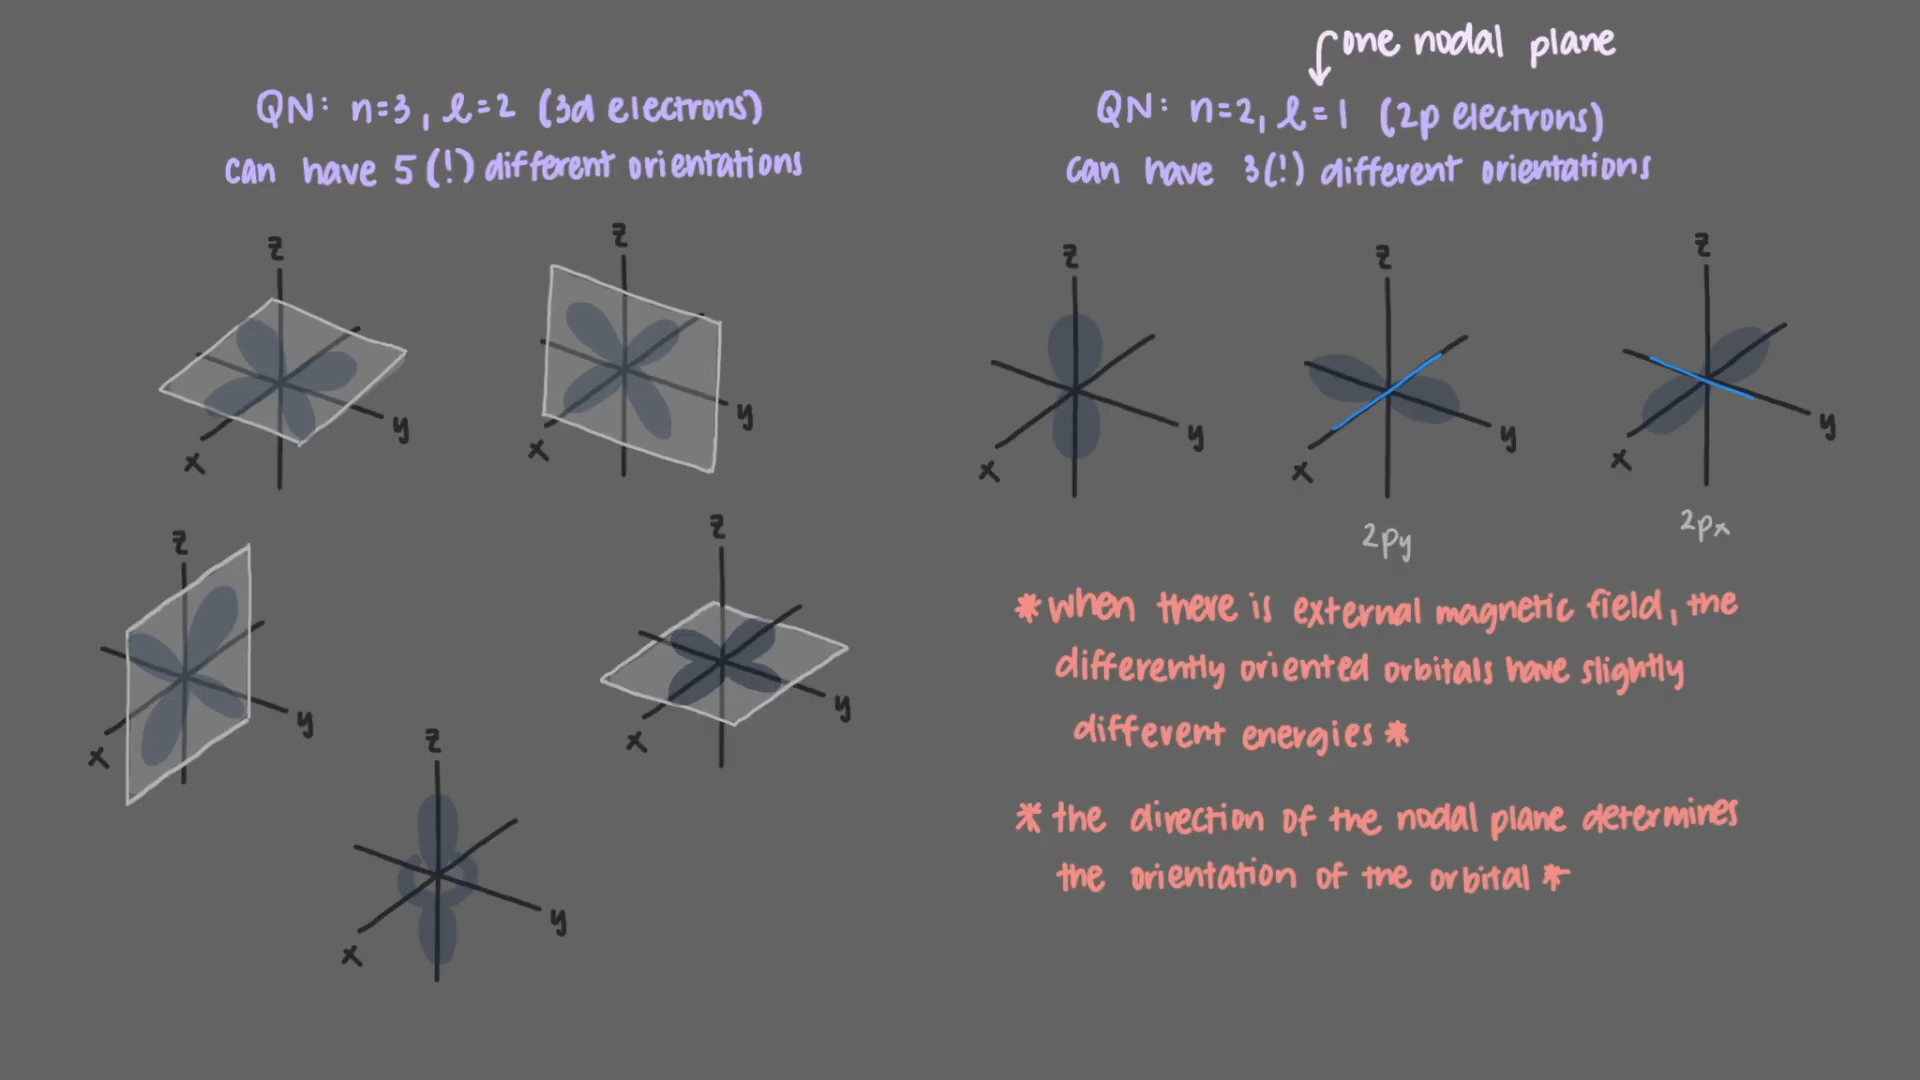 one nodal plane
QN: n=3, l=2 (3d electrons)
can have 5(!) different orientations
QN: n=2, l=1 (2p electrons)
can have 3(!) different orientations
z
y
x
z
y
x
z
y
x
z
y
x
z
y
x
z
y
x
z
y
x
2py
z
y
x
2px
*when there is external magnetic field, the
differently oriented orbitals have slightly
different energies*
*the direction of the nodal plane determines
the orientation of the orbital*